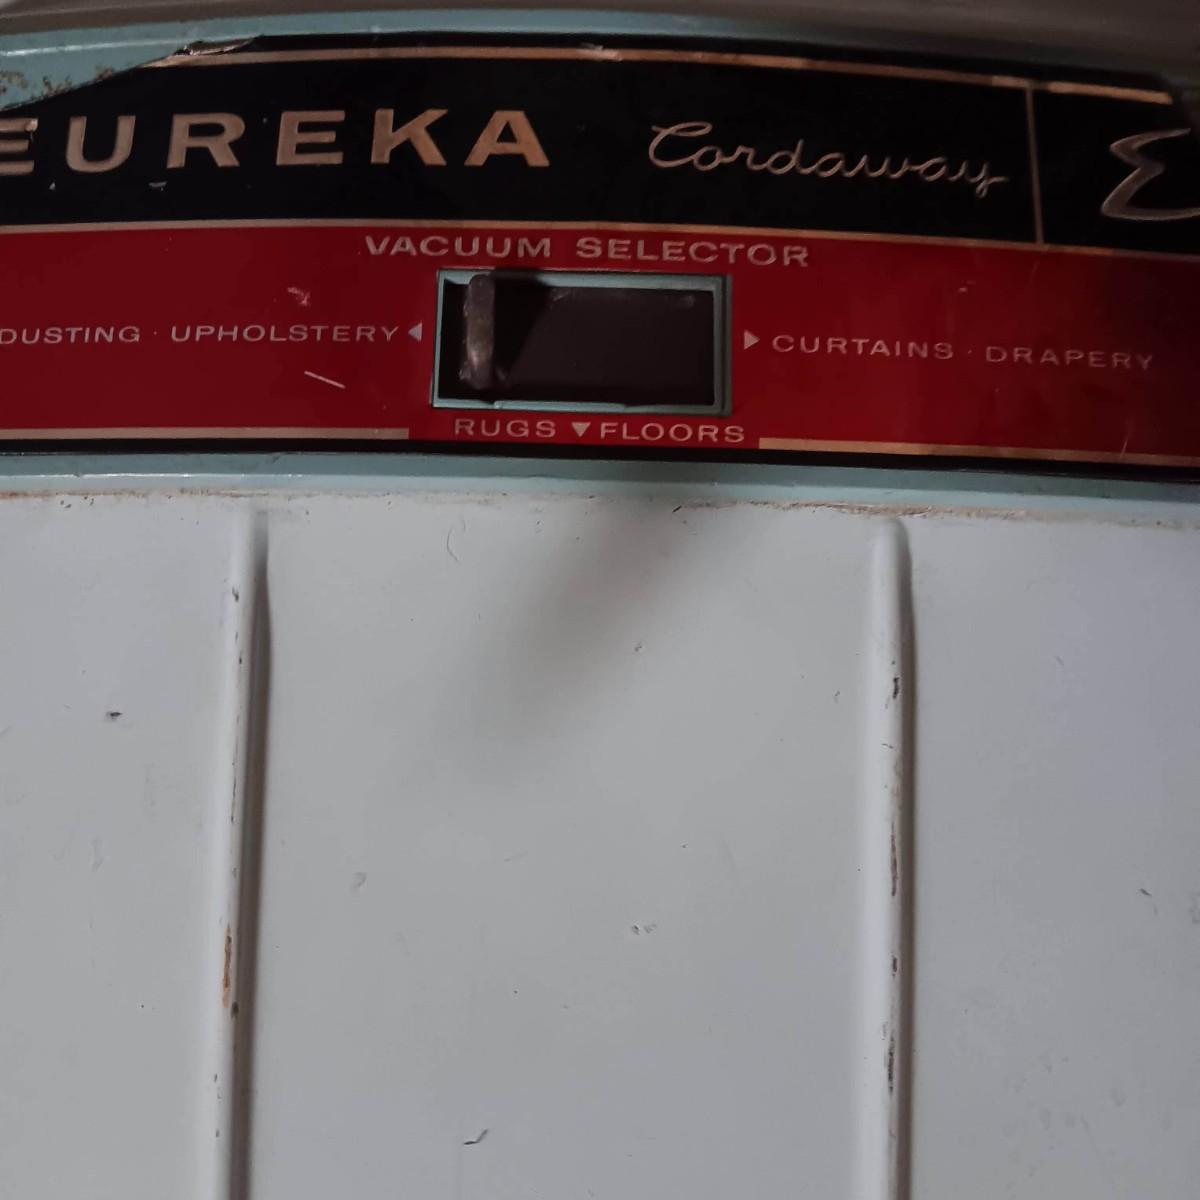 EUREKA Cordaway E
VACUUM SELECTOR
DUSTING · UPHOLSTERY ◀ ▶ CURTAINS · DRAPERY
RUGS ▼ FLOORS